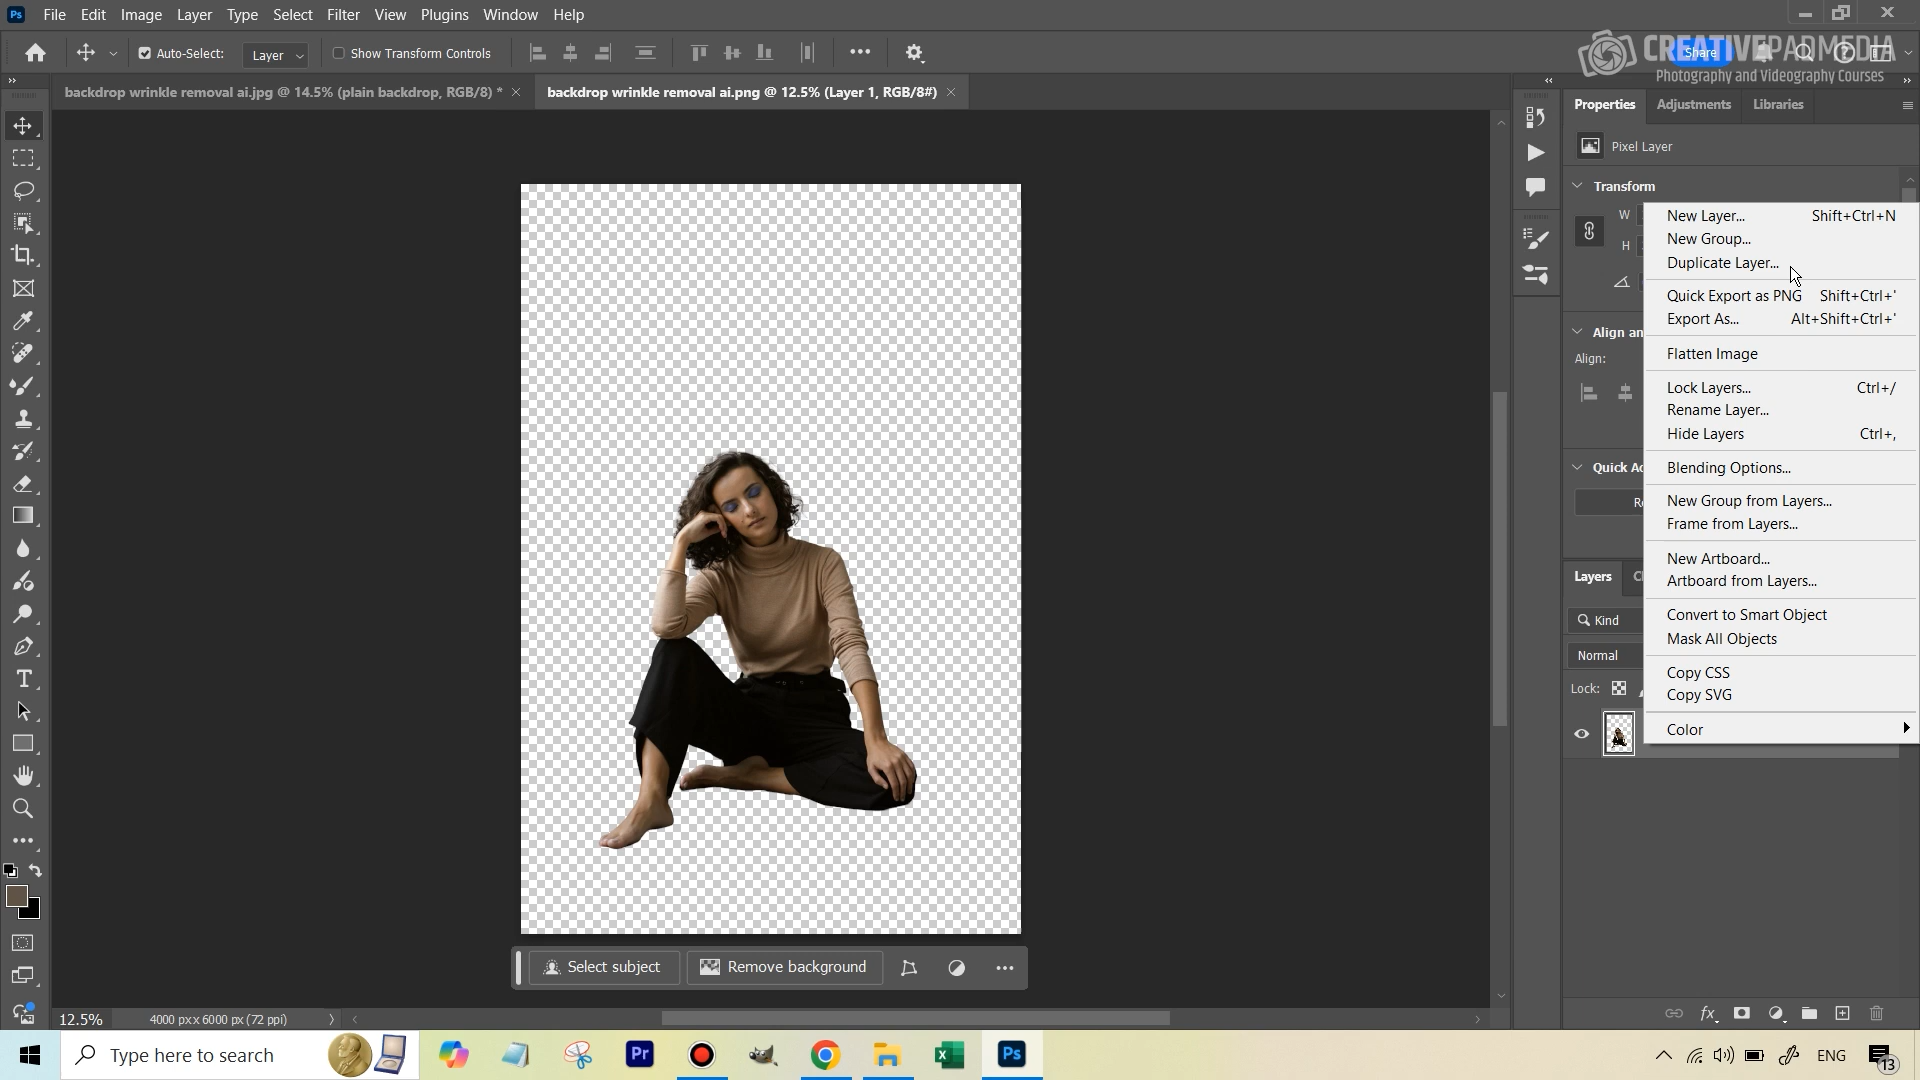 Ps File Edit Image Layer Type Select Filter View Plugins Window Help
Auto-Select: Layer Show Transform Controls
Share
CREATIVEPADMEDIA
Photography and Videography Courses
backdrop wrinkle removal ai.jpg @ 14.5% (plain backdrop, RGB/8) *
backdrop wrinkle removal ai.png @ 12.5% (Layer 1, RGB/8#)
Properties Adjustments Libraries
Pixel Layer
Transform
W
H
New Layer... Shift+Ctrl+N
New Group...
Duplicate Layer...
Quick Export as PNG Shift+Ctrl+'
Export As... Alt+Shift+Ctrl+'
Flatten Image
Lock Layers... Ctrl+/
Rename Layer...
Hide Layers Ctrl+,
Blending Options...
New Group from Layers...
Frame from Layers...
New Artboard...
Artboard from Layers...
Convert to Smart Object
Mask All Objects
Copy CSS
Copy SVG
Color
Align an
Align:
Quick Ac
Layers
Kind
Normal
Lock:
Select subject Remove background
12.5% 4000 px x 6000 px (72 ppi)
Type here to search
Pr
Ps
ENG
13